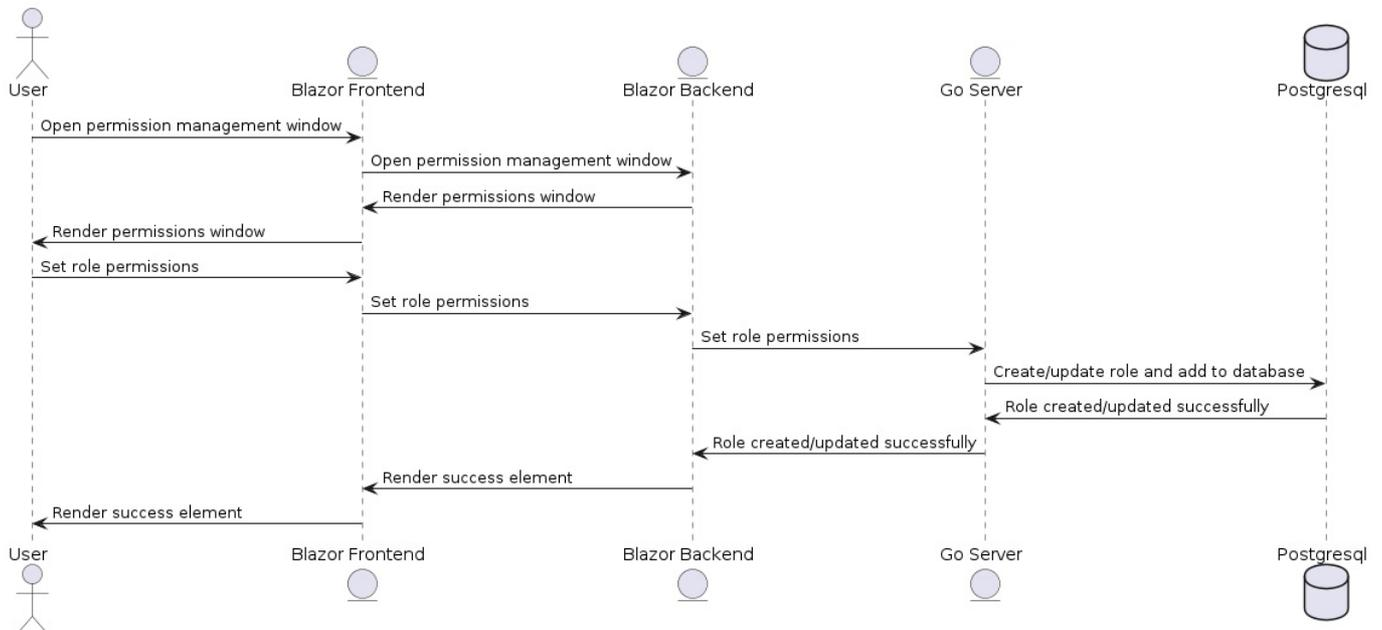 User
Blazor Frontend
Blazor Backend
Go Server
Postgresql
Open permission management window
Open permission management window
Render permissions window
Render permissions window
Set role permissions
Set role permissions
Set role permissions
Create/update role and add to database
Role created/updated successfully
Role created/updated successfully
Render success element
Render success element
User
Blazor Frontend
Blazor Backend
Go Server
Postgresql